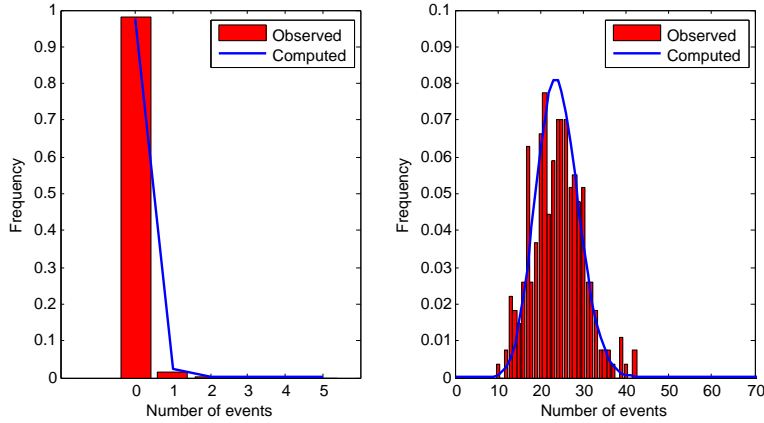 1
0.9
0.8
0.7
0.6
0.5
0.4
0.3
0.2
0.1
0
Frequency
Observed
Computed
0 1 2 3 4 5
Number of events
0.1
0.09
0.08
0.07
0.06
0.05
0.04
0.03
0.02
0.01
0
Frequency
Observed
Computed
0 10 20 30 40 50 60 70
Number of events